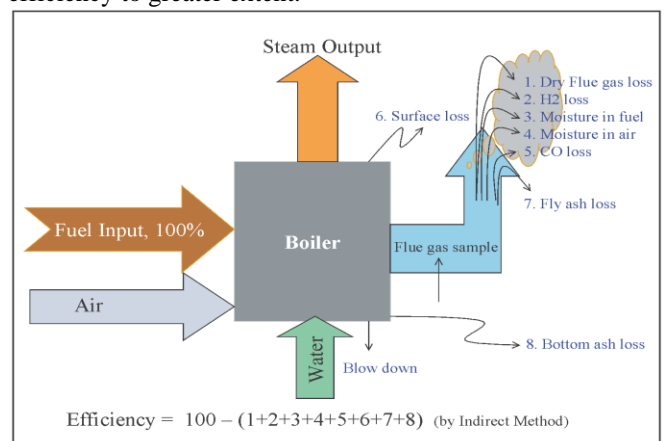 efficiency to greater extent.
Steam Output
1. Dry Flue gas loss
2. H2 loss
3. Moisture in fuel
4. Moisture in air
5. CO loss
6. Surface loss
7. Fly ash loss
Fuel Input, 100%
Boiler
Flue gas sample
Air
Water
Blow down
8. Bottom ash loss
Efficiency = 100 – (1+2+3+4+5+6+7+8) (by Indirect Method)